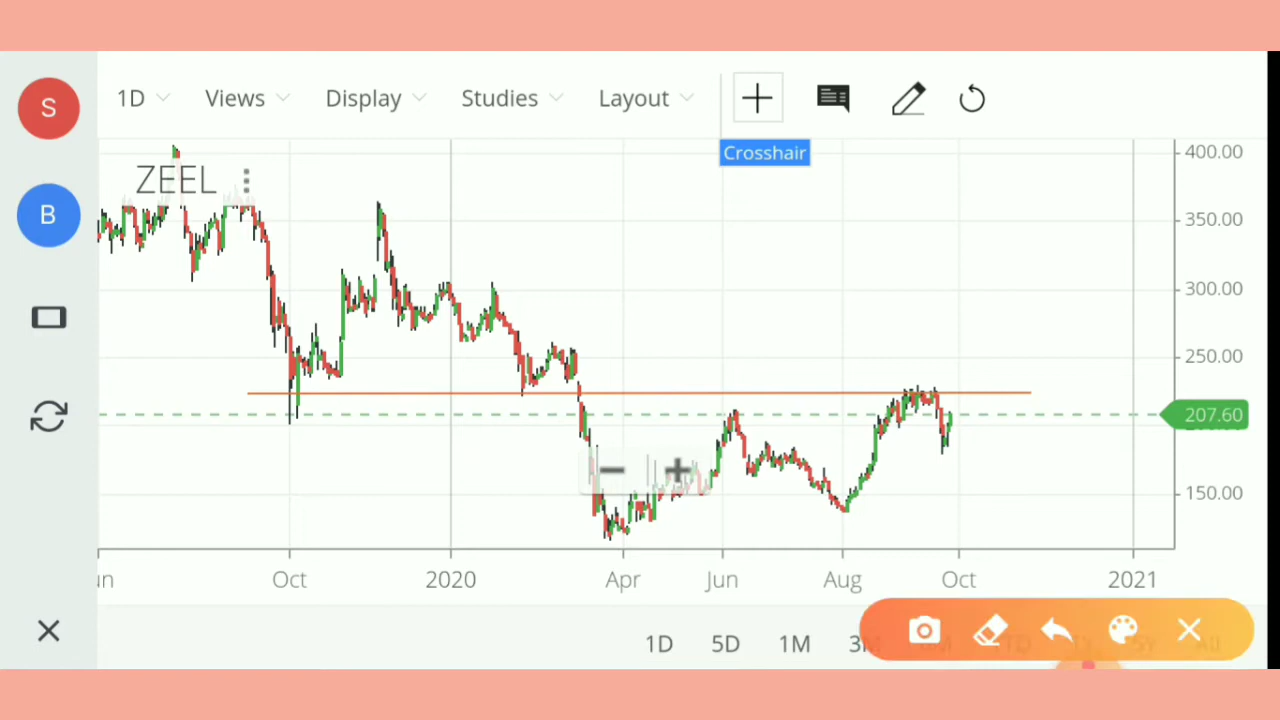 S
1D Views Display Studies Layout
Crosshair
B
ZEEL
400.00
350.00
300.00
250.00
207.60
150.00
Oct 2020 Apr Jun Aug Oct 2021
1D 5D 1M